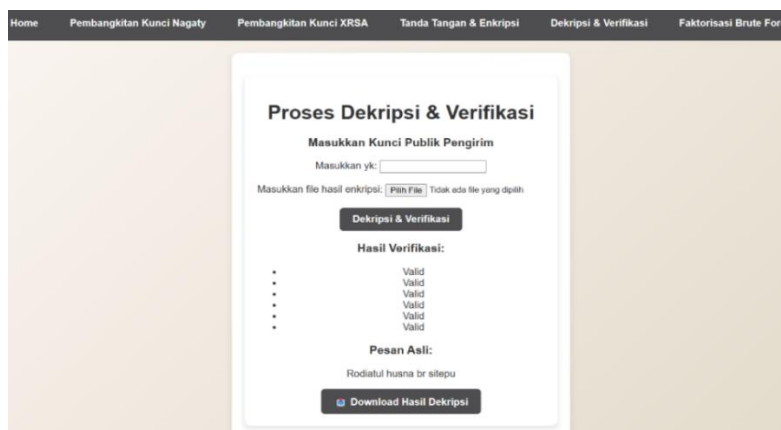 Home Pembangkitan Kunci Nagaty Pembangkitan Kunci XRSA Tanda Tangan & Enkripsi Dekripsi & Verifikasi Faktorisasi Brute For
Proses Dekripsi & Verifikasi
Masukkan Kunci Publik Pengirim
Masukkan yk:
Masukkan file hasil enkripsi: Pilih File Tidak ada file yang dipilih
Dekripsi & Verifikasi
Hasil Verifikasi:
• Valid
• Valid
• Valid
• Valid
• Valid
• Valid
Pesan Asli:
Rodiatul husna br sitepu
Download Hasil Dekripsi